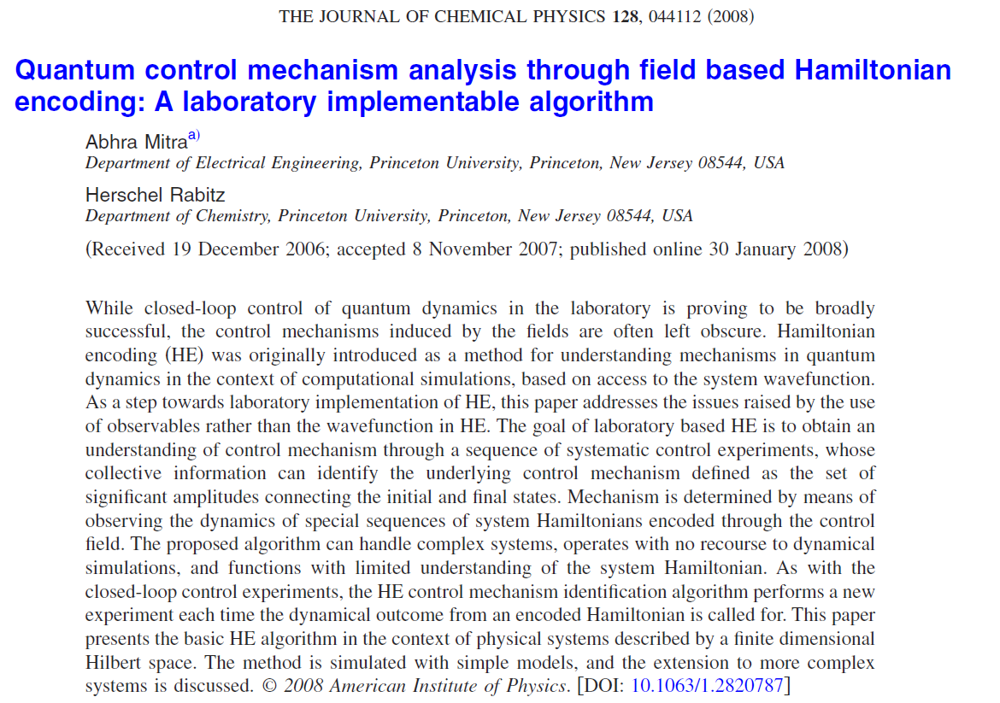 THE JOURNAL OF CHEMICAL PHYSICS 128, 044112 (2008)
Quantum control mechanism analysis through field based Hamiltonian
encoding: A laboratory implementable algorithm
Abhra Mitra a)
Department of Electrical Engineering, Princeton University, Princeton, New Jersey 08544, USA
Herschel Rabitz
Department of Chemistry, Princeton University, Princeton, New Jersey 08544, USA
(Received 19 December 2006; accepted 8 November 2007; published online 30 January 2008)
While closed-loop control of quantum dynamics in the laboratory is proving to be broadly
successful, the control mechanisms induced by the fields are often left obscure. Hamiltonian
encoding (HE) was originally introduced as a method for understanding mechanisms in quantum
dynamics in the context of computational simulations, based on access to the system wavefunction.
As a step towards laboratory implementation of HE, this paper addresses the issues raised by the use
of observables rather than the wavefunction in HE. The goal of laboratory based HE is to obtain an
understanding of control mechanism through a sequence of systematic control experiments, whose
collective information can identify the underlying control mechanism defined as the set of
significant amplitudes connecting the initial and final states. Mechanism is determined by means of
observing the dynamics of special sequences of system Hamiltonians encoded through the control
field. The proposed algorithm can handle complex systems, operates with no recourse to dynamical
simulations, and functions with limited understanding of the system Hamiltonian. As with the
closed-loop control experiments, the HE control mechanism identification algorithm performs a new
experiment each time the dynamical outcome from an encoded Hamiltonian is called for. This paper
presents the basic HE algorithm in the context of physical systems described by a finite dimensional
Hilbert space. The method is simulated with simple models, and the extension to more complex
systems is discussed. © 2008 American Institute of Physics. [DOI: 10.1063/1.2820787]